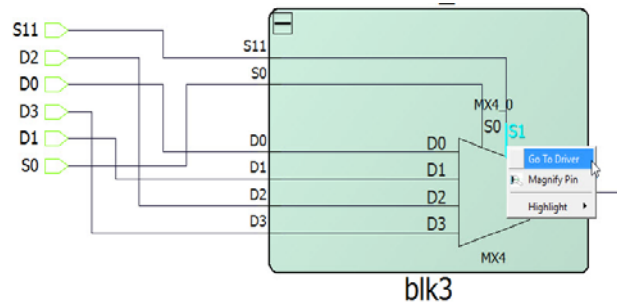 S11
D2
D0
D3
D1
S0
S11
S0
D0
D1
D2
D3
MX4_0
S0 S1
D0
D1
D2
D3
Go To Driver
Magnify Pin
Highlight
MX4
blk3